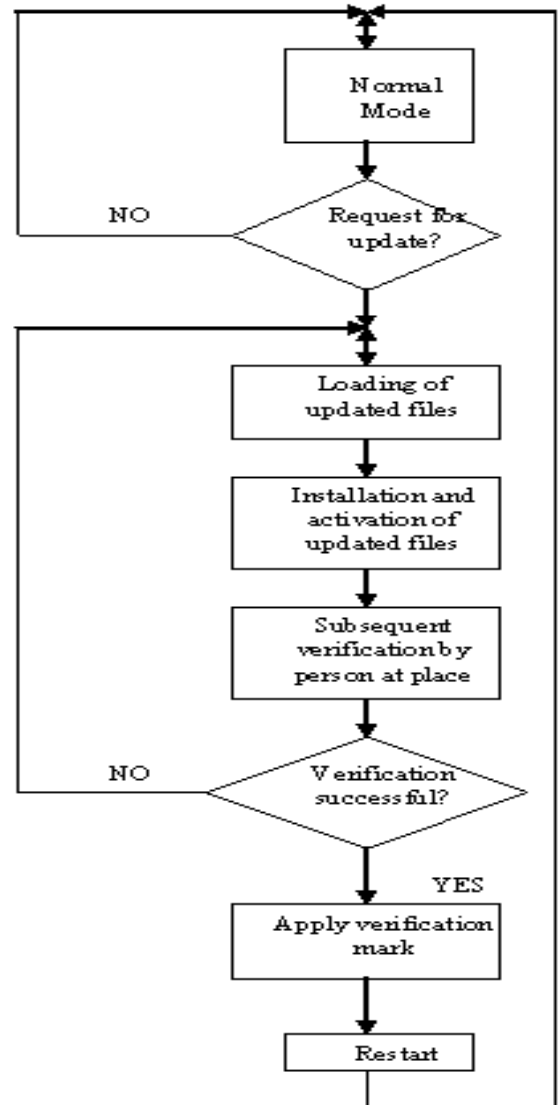 Normal
Mode
NO
Request for
update?
Loading of
updated files
Installation and
activation of
updated files
Subsequent
verification by
person at place
NO
Verification
successful?
YES
Apply verification
mark
Restart